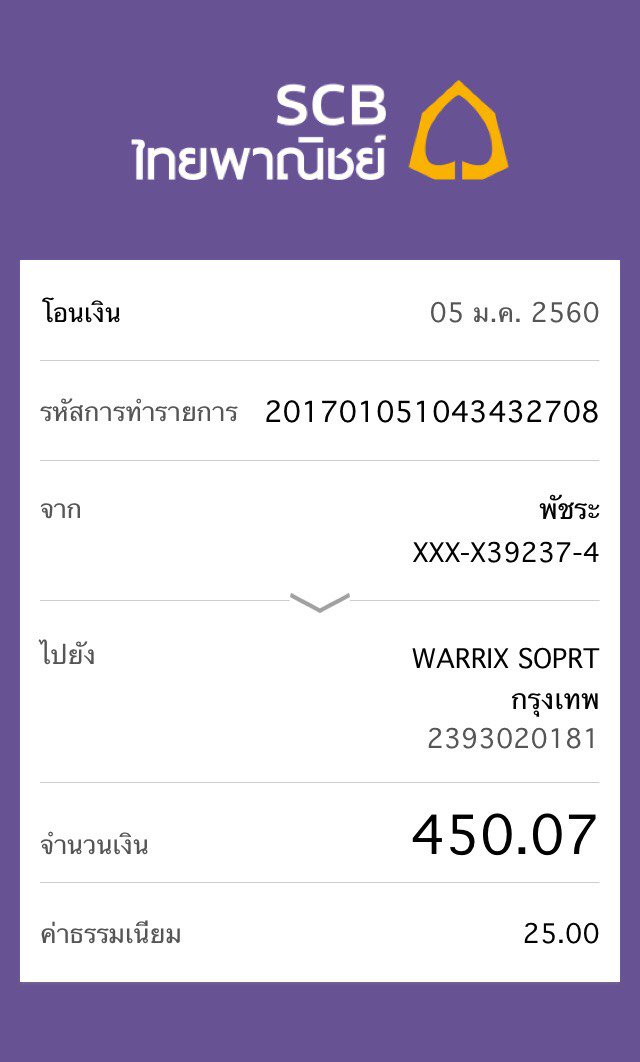 SCB
ไทยพาณิชย์
โอนเงิน 05 ม.ค. 2560
รหัสการทำรายการ 201701051043432708
จาก พัชระ
XXX-X39237-4
ไปยัง WARRIX SOPRT
กรุงเทพ
2393020181
จำนวนเงิน 450.07
ค่าธรรมเนียม 25.00